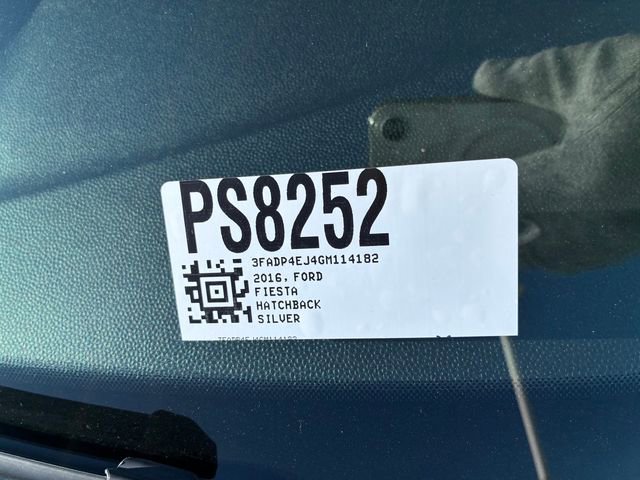 PS8252
3FADP4EJ4GM114182
2016, FORD
FIESTA
HATCHBACK
SILVER